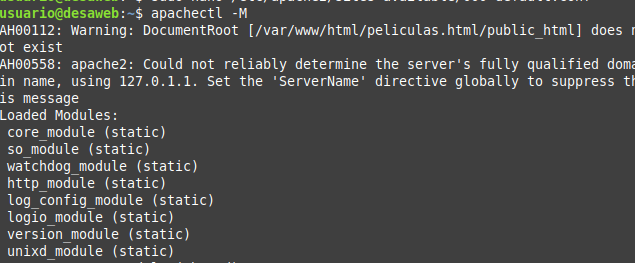 usuario@desaweb:~$ apachectl -M
AH00112: Warning: DocumentRoot [/var/www/html/peliculas.html/public_html] does
ot exist
AH00558: apache2: Could not reliably determine the server's fully qualified doma
in name, using 127.0.1.1. Set the 'ServerName' directive globally to suppress th
is message
Loaded Modules:
 core_module (static)
 so_module (static)
 watchdog_module (static)
 http_module (static)
 log_config_module (static)
 logio_module (static)
 version_module (static)
 unixd_module (static)